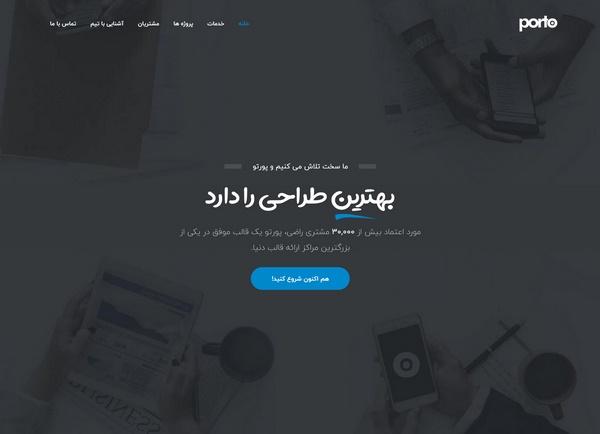 porto
خانه خدمات پروژه ها مشتریان آشنایی با تیم تماس با ما
ما سخت تلاش می کنیم و پورتو
بهترین طراحی را دارد
مورد اعتماد بیش از ۳۰,۰۰۰ مشتری راضی، پورتو یک قالب موفق در یکی از
بزرگترین مراکز ارائه قالب دنیا.
هم اکنون شروع کنید!